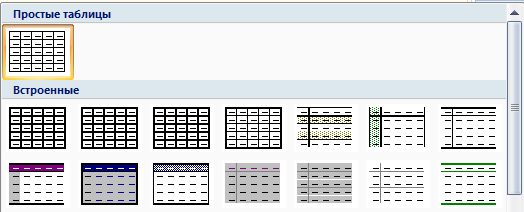 Простые таблицы
Встроенные